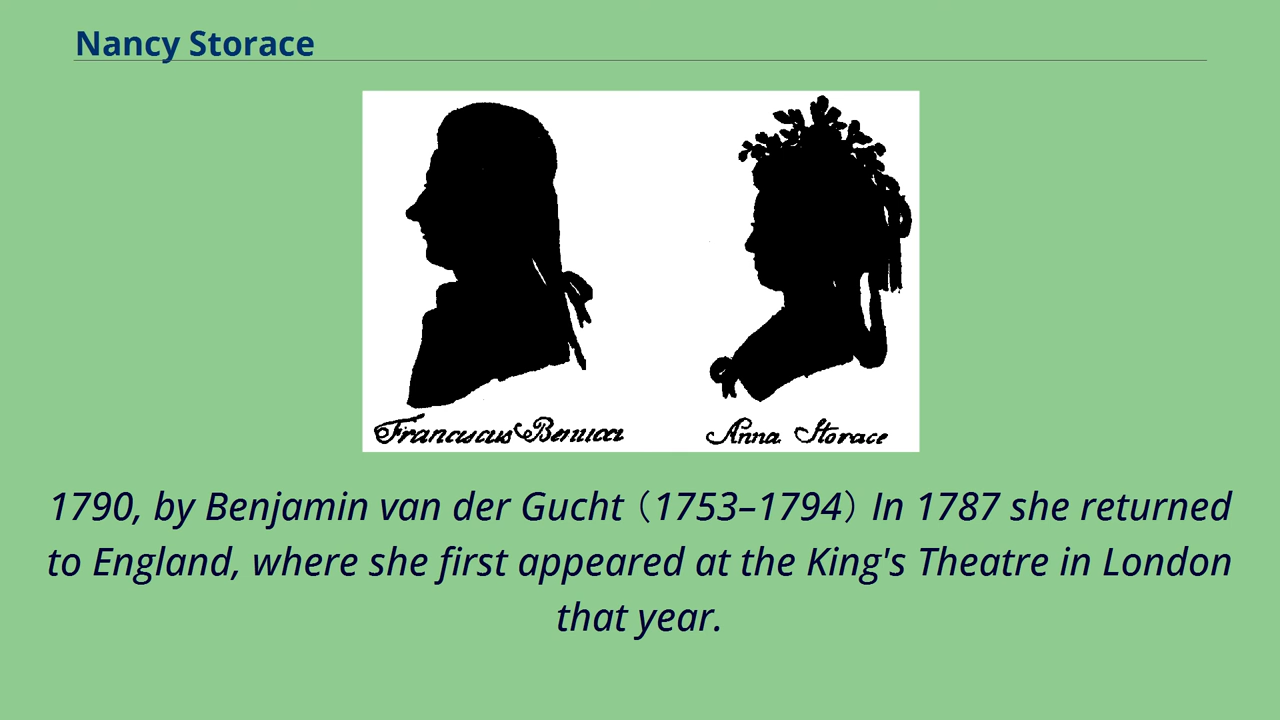 Nancy Storace
Franciscus Benucci
Anna Storace
1790, by Benjamin van der Gucht（1753–1794）In 1787 she returned
to England, where she first appeared at the King's Theatre in London
that year.